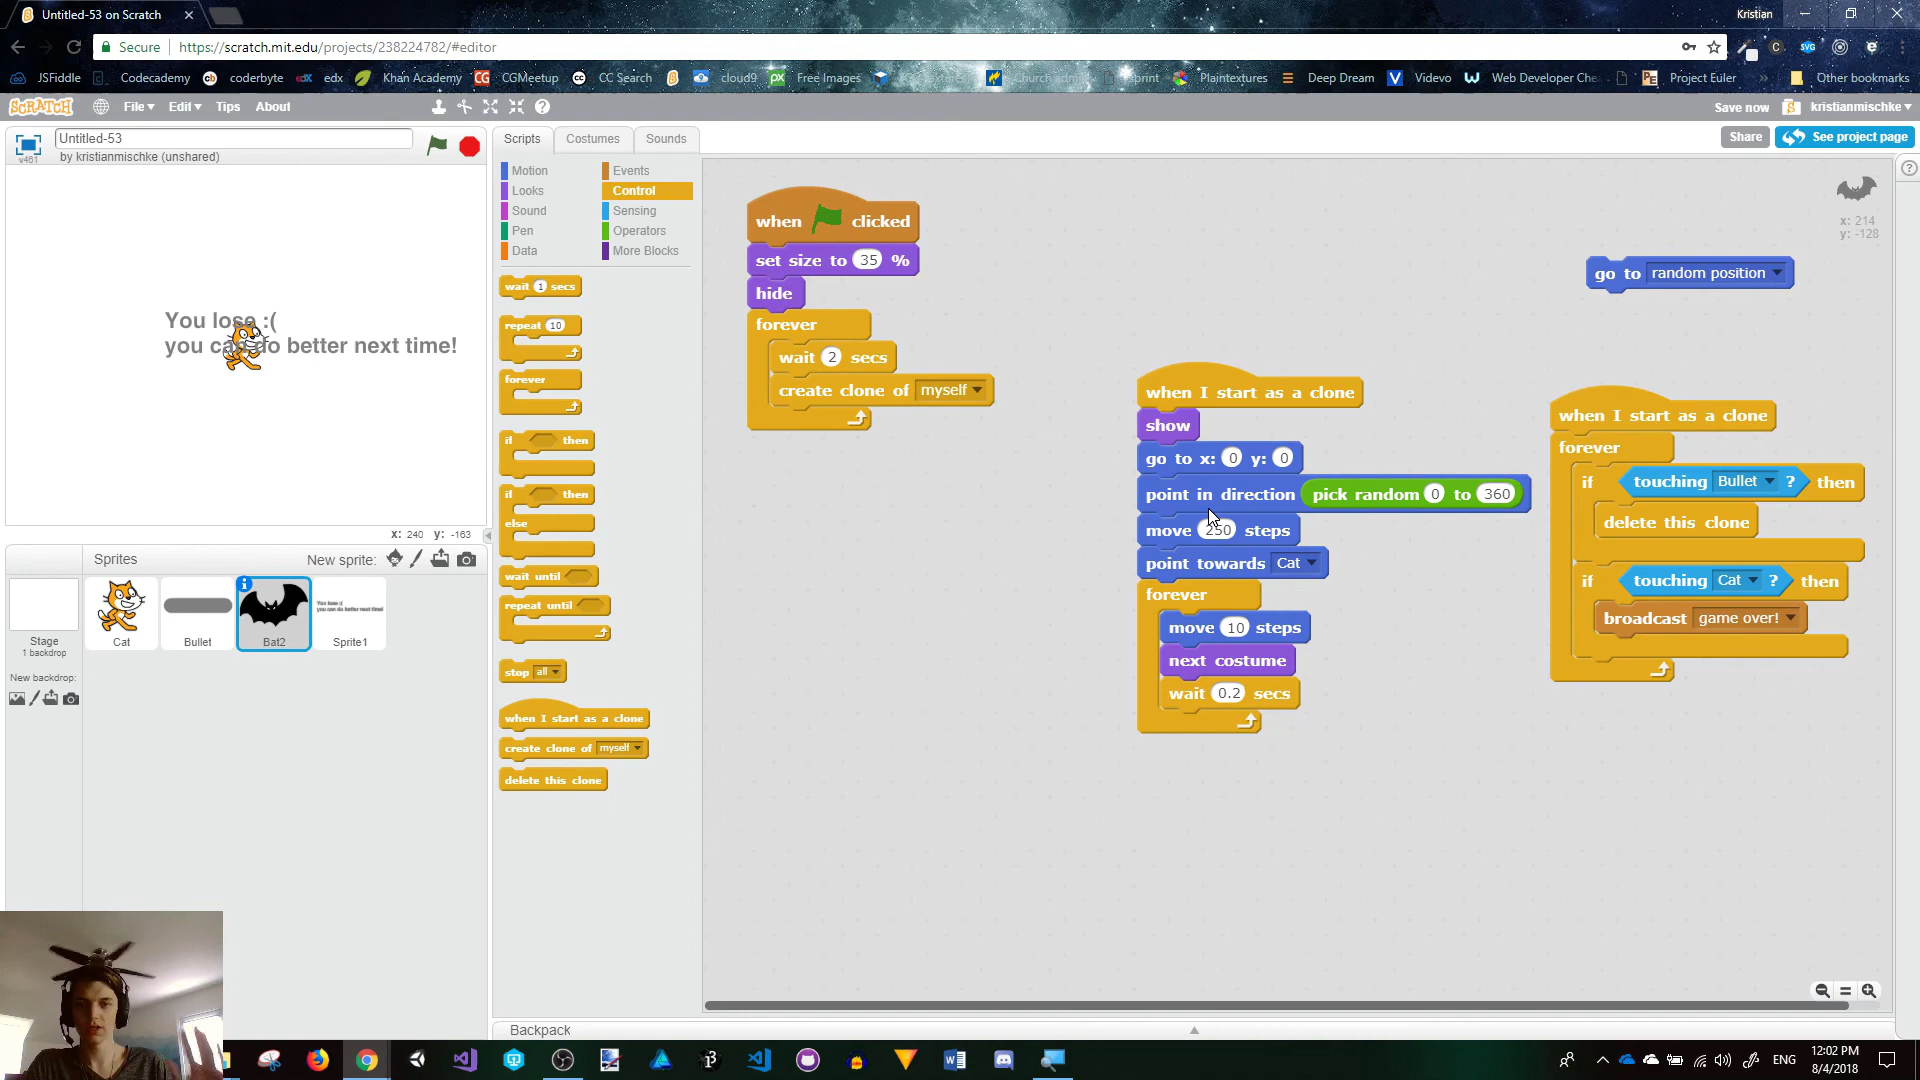 Untitled-53 on Scratch
Kristian
Secure
https://scratch.mit.edu/projects/238224782/#editor
JSFiddle
Codecademy
coderbyte
edx
Khan Academy
CGMeetup
CC Search
cloud9
Free Images
Plaintextures
Deep Dream
Videvo
Web Developer Che
Project Euler
Other bookmarks
SCRATCH
File
Edit
Tips
About
Save now
kristianmischke
v461
Untitled-53
by kristianmischke (unshared)
Scripts
Costumes
Sounds
Share
See project page
You lose :(
you can do better next time!
x: 240 y: -163
Motion
Looks
Sound
Pen
Data
Events
Control
Sensing
Operators
More Blocks
wait 1 secs
repeat 10
forever
if then
if then
else
wait until
repeat until
stop all
when I start as a clone
create clone of myself
delete this clone
when clicked
set size to 35 %
hide
forever
wait 2 secs
create clone of myself
when I start as a clone
show
go to x: 0 y: 0
point in direction pick random 0 to 360
move 250 steps
point towards Cat
forever
move 10 steps
next costume
wait 0.2 secs
x: 214
y: -128
go to random position
when I start as a clone
forever
if touching Bullet ? then
delete this clone
if touching Cat ? then
broadcast game over!
Sprites
New sprite:
Stage
1 backdrop
New backdrop:
Cat
Bullet
Bat2
Sprite1
Backpack
ENG
12:02 PM
8/4/2018